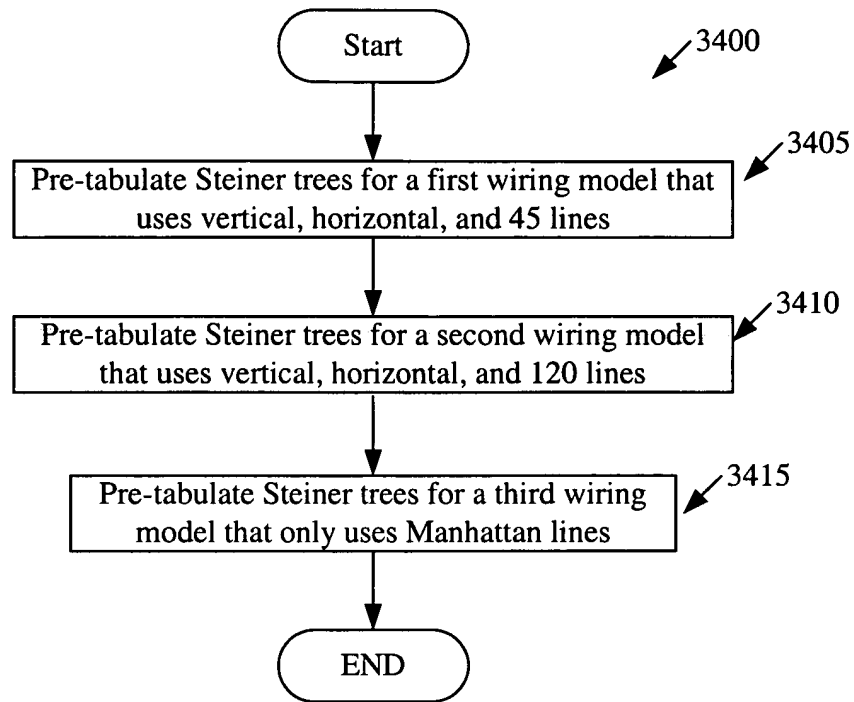 Start
3400
3405
Pre-tabulate Steiner trees for a first wiring model that
uses vertical, horizontal, and 45 lines
3410
Pre-tabulate Steiner trees for a second wiring model
that uses vertical, horizontal, and 120 lines
3415
Pre-tabulate Steiner trees for a third wiring
model that only uses Manhattan lines
END